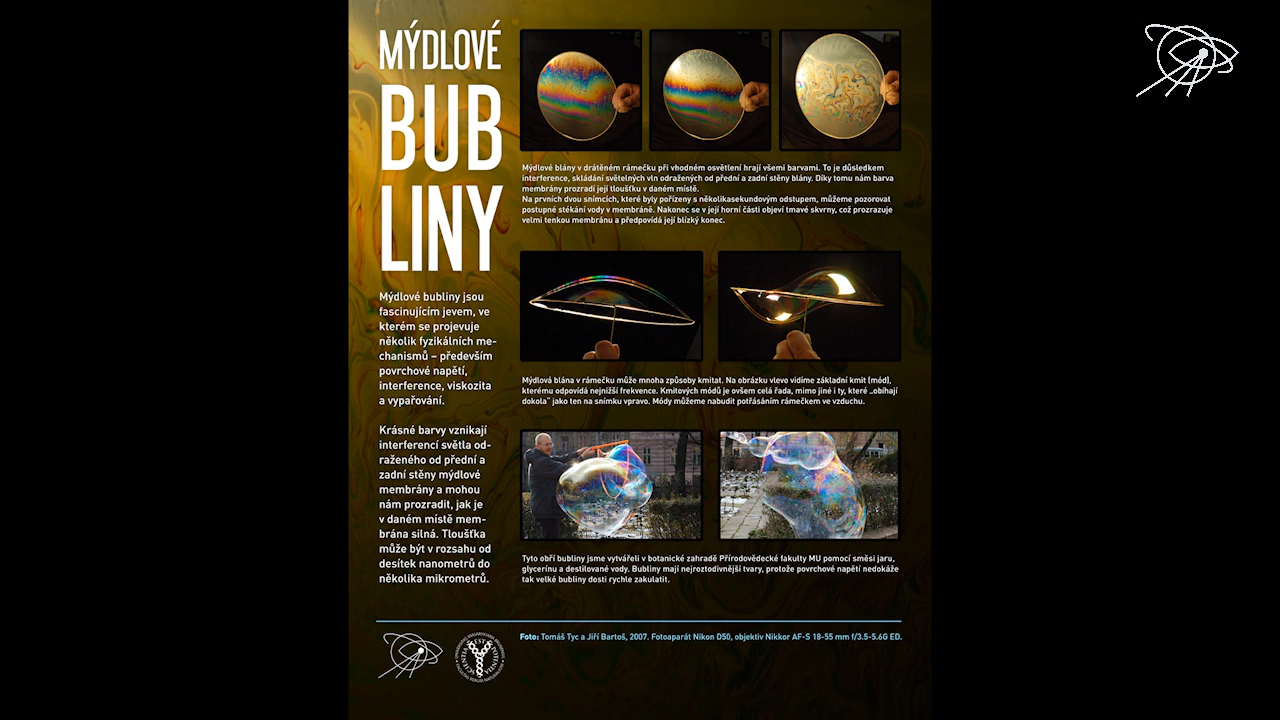 MÝDLOVÉ
BUB
LINY
Mýdlové bubliny jsou
fascinujícím jevem, ve
kterém se projevuje
několik fyzikálních me-
chanismů – především
povrchové napětí,
interference, viskozita
a vypařování.
Krásné barvy vznikají
interferencí světla od-
raženého od přední a
zadní stěny mýdlové
membrány a mohou
nám prozradit, jak je
v daném místě mem-
brána silná. Tloušťka
může být v rozsahu od
desítek nanometrů do
několika mikrometrů.
Mýdlové blány v drátěném rámečku při vhodném osvětlení hrají všemi barvami. To je důsledkem
interference, skládání světelných vln odražených od přední a zadní stěny blány. Díky tomu nám barva
membrány prozradí její tloušťku v daném místě.
Na prvních dvou snímcích, které byly pořízeny s několikasekundovým odstupem, můžeme pozorovat
postupné stékání vody v membráně. Nakonec se v její horní části objeví tmavé skvrny, což prozrazuje
velmi tenkou membránu a předpovídá její blízký konec.
Mýdlová blána v rámečku může mnoha způsoby kmitat. Na obrázku vlevo vidíme základní kmit (mód),
kterému odpovídá nejnižší frekvence. Kmitových módů je ovšem celá řada, mimo jiné i ty, které „obíhají
dokola“ jako ten na snímku vpravo. Módy můžeme nabudit potřásáním rámečkem ve vzduchu.
Tyto obří bubliny jsme vytvářeli v botanické zahradě Přírodovědecké fakulty MU pomocí směsi jaru,
glycerínu a destilované vody. Bubliny mají nejroztodivnější tvary, protože povrchové napětí nedokáže
tak velké bubliny dosti rychle zakulatit.
Foto: Tomáš Tyc a Jiří Bartoš, 2007. Fotoaparát Nikon D50, objektiv Nikkor AF-S 18-55 mm f/3.5-5.6G ED.